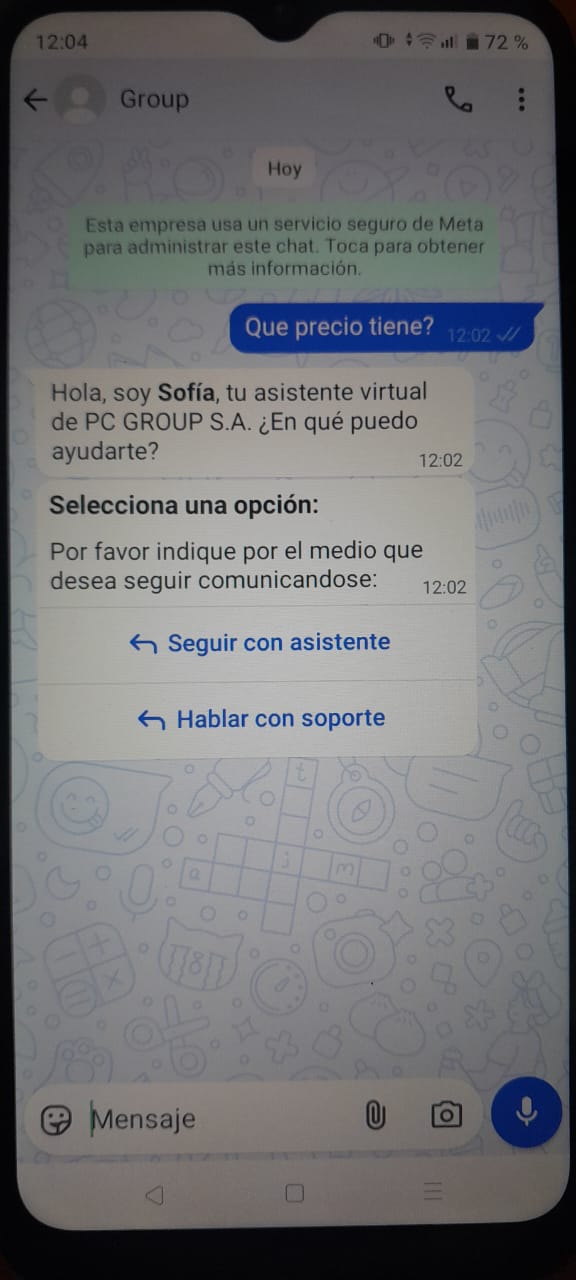 12:04
72 %
Group
Hoy
Esta empresa usa un servicio seguro de Meta
para administrar este chat. Toca para obtener
más información.
Que precio tiene? 12:02
Hola, soy Sofía, tu asistente virtual
de PC GROUP S.A. ¿En qué puedo
ayudarte?
12:02
Selecciona una opción:
Por favor indique por el medio que
desea seguir comunicandose: 12:02
Seguir con asistente
Hablar con soporte
t
j
a
m
Mensaje